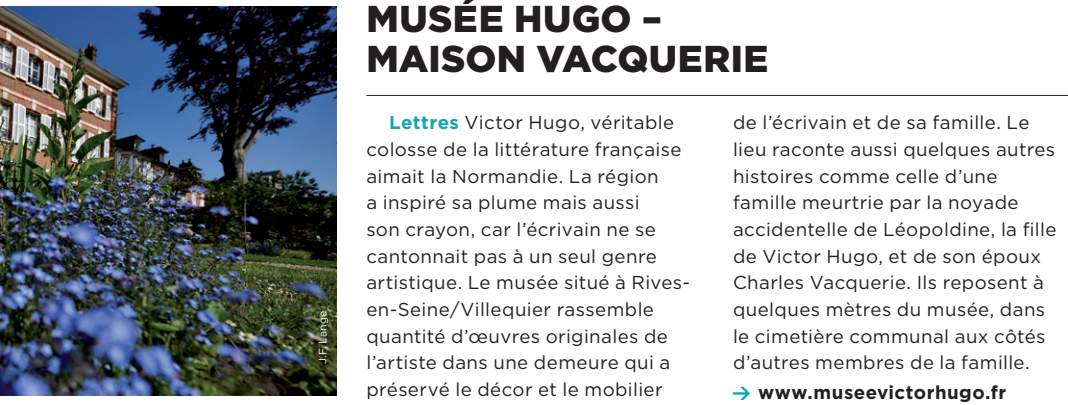 MUSÉE HUGO –
MAISON VACQUERIE
Lettres Victor Hugo, véritable
colosse de la littérature française
aimait la Normandie. La région
a inspiré sa plume mais aussi
son crayon, car l’écrivain ne se
cantonnait pas à un seul genre
artistique. Le musée situé à Rives-
en-Seine/Villequier rassemble
quantité d’œuvres originales de
l’artiste dans une demeure qui a
préservé le décor et le mobilier
de l’écrivain et de sa famille. Le
lieu raconte aussi quelques autres
histoires comme celle d’une
famille meurtrie par la noyade
accidentelle de Léopoldine, la fille
de Victor Hugo, et de son époux
Charles Vacquerie. Ils reposent à
quelques mètres du musée, dans
le cimetière communal aux côtés
d’autres membres de la famille.
→ www.museevictorhugo.fr
J.F. Lange